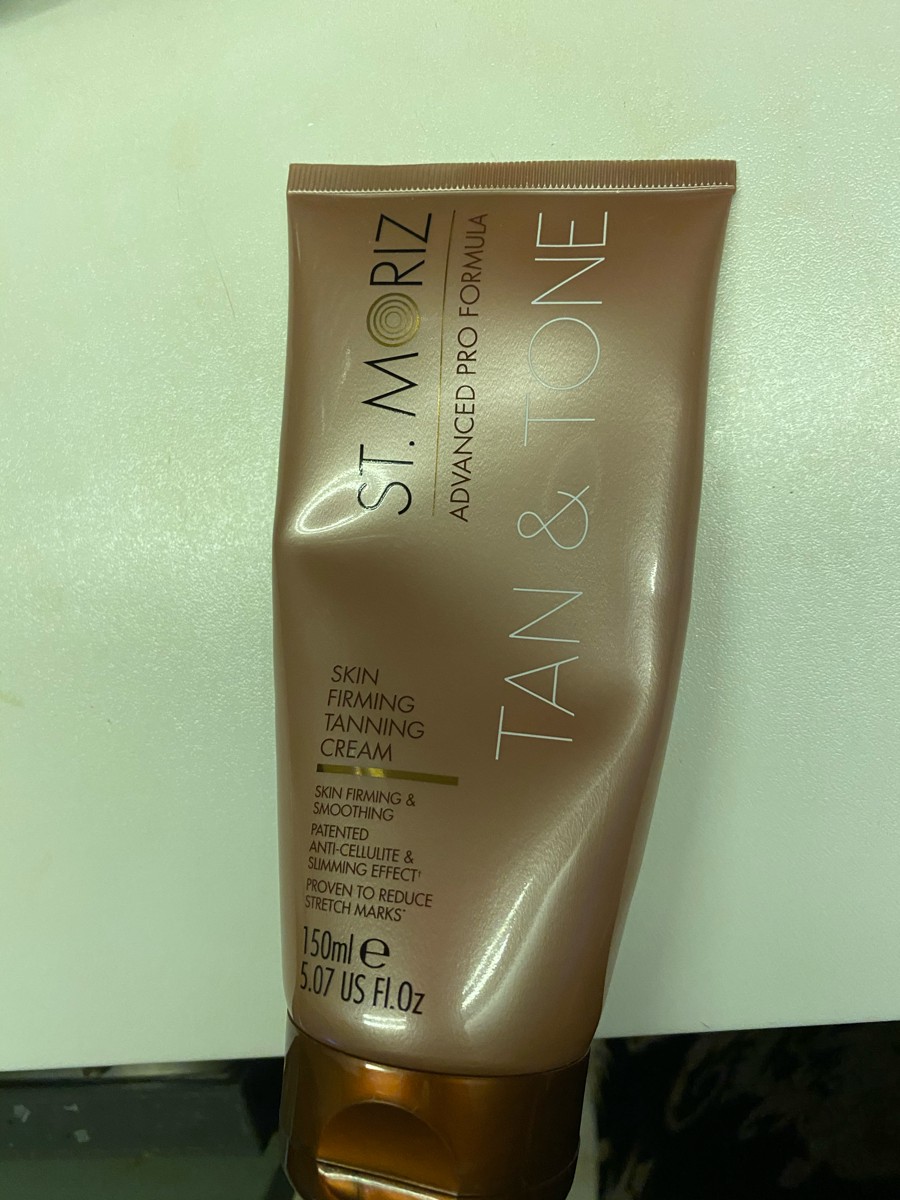 ST. MORIZ
ADVANCED PRO FORMULA
TAN & TONE
SKIN
FIRMING
TANNING
CREAM
SKIN FIRMING &
SMOOTHING
PATENTED
ANTI-CELLULITE &
SLIMMING EFFECT†
PROVEN TO REDUCE
STRETCH MARKS*
150ml e
5.07 US Fl.Oz